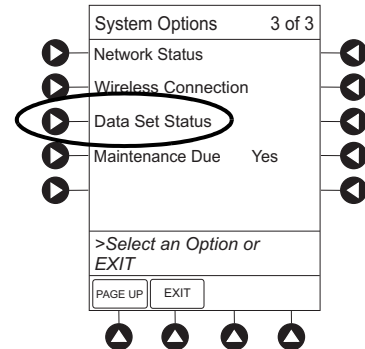 System Options 3 of 3
Network Status
Wireless Connection
Data Set Status
Maintenance Due Yes
>Select an Option or
EXIT
PAGE UP EXIT